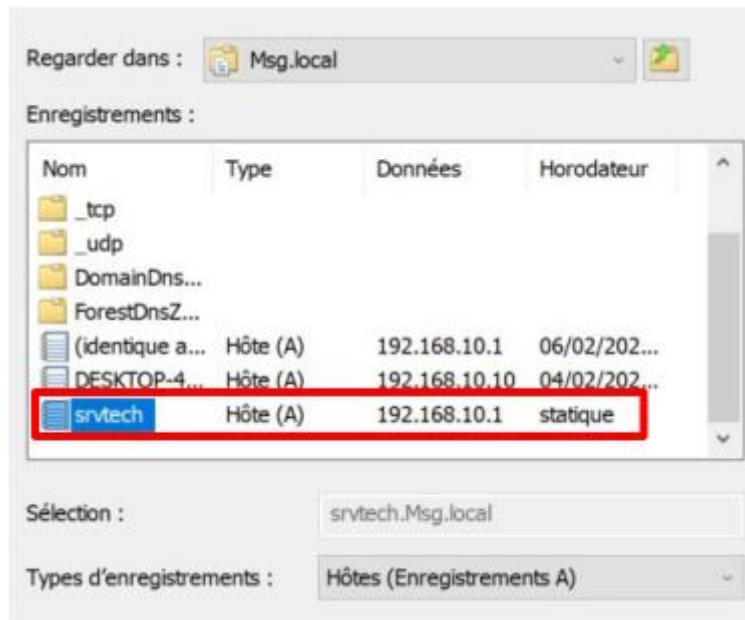 Regarder dans : Msg.local
Enregistrements :
Nom Type Données Horodateur
_tcp
_udp
DomainDns...
ForestDnsZ...
(identique a... Hôte (A) 192.168.10.1 06/02/202...
DESKTOP-4... Hôte (A) 192.168.10.10 04/02/202...
srvtech Hôte (A) 192.168.10.1 statique
Sélection : srvtech.Msg.local
Types d'enregistrements : Hôtes (Enregistrements A)